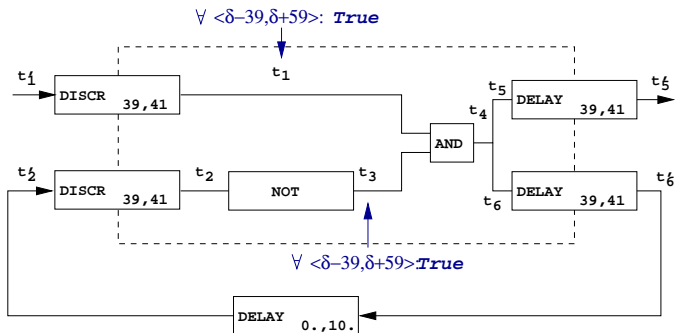 ∀ <δ−39,δ+59>: True
t₁′
DISCR
39,41
t₁
t₅
DELAY
39,41
t₅′
t₄
AND
t₂′
DISCR
39,41
t₂
NOT
t₃
t₆
DELAY
39,41
t₆′
∀ <δ−39,δ+59>:True
DELAY
0.,10.